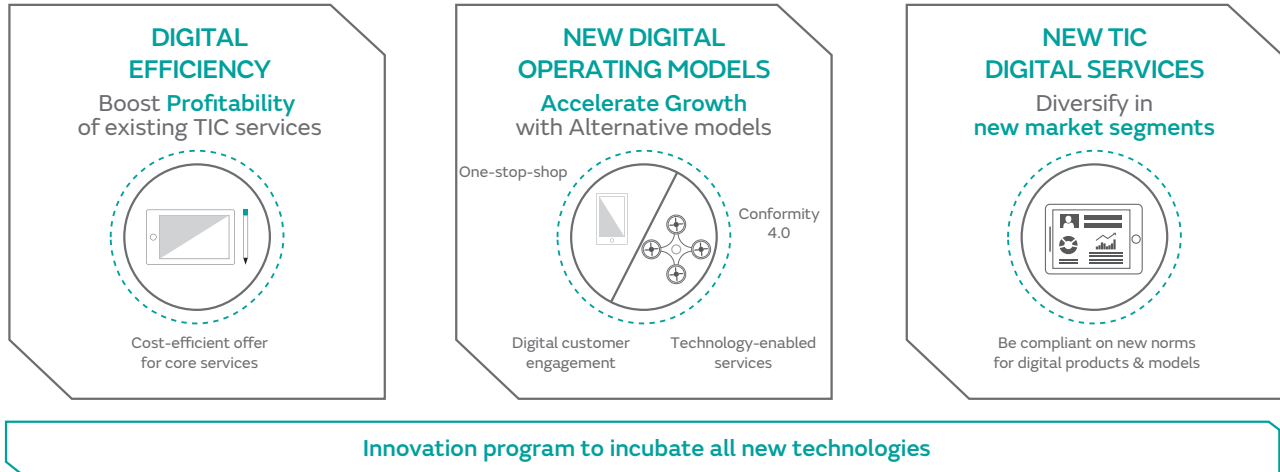 DIGITAL
EFFICIENCY
Boost Profitability
of existing TIC services
Cost-efficient offer
for core services
NEW DIGITAL
OPERATING MODELS
Accelerate Growth
with Alternative models
One-stop-shop
Conformity
4.0
Digital customer
engagement
Technology-enabled
services
NEW TIC
DIGITAL SERVICES
Diversify in
new market segments
Be compliant on new norms
for digital products & models
Innovation program to incubate all new technologies